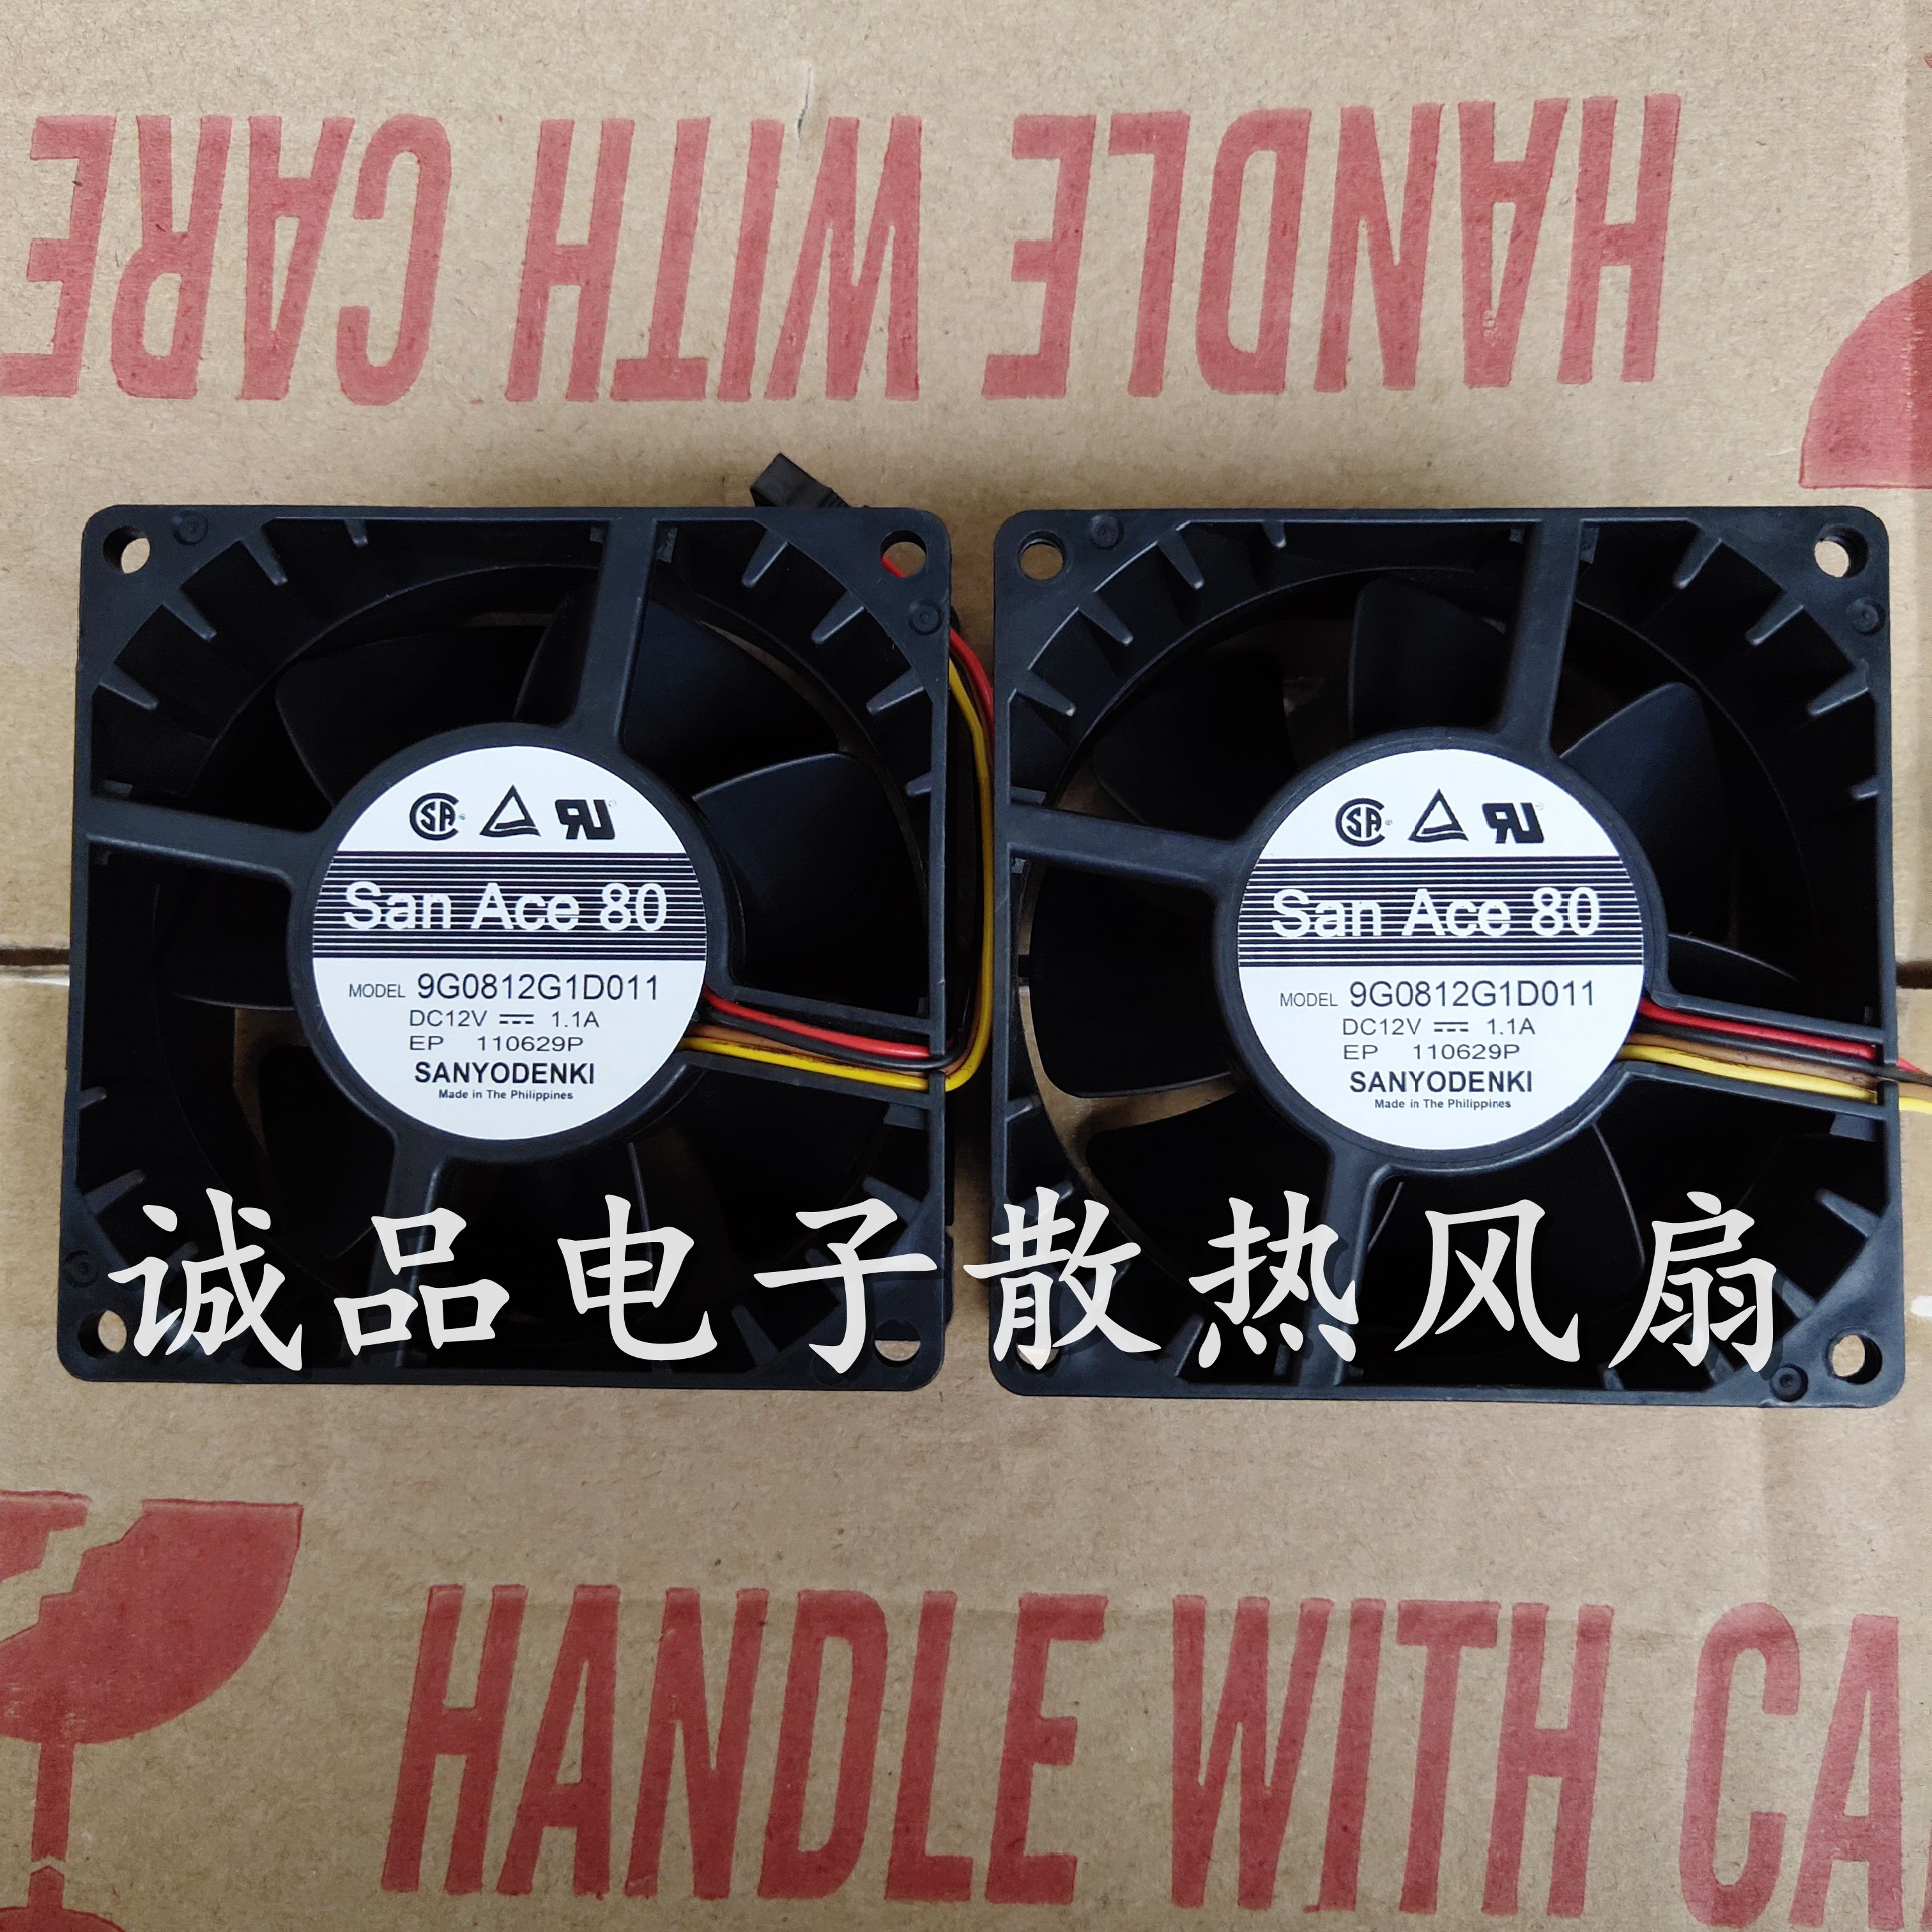 HANDLE WITH CARE
San Ace 80
MODEL 9G0812G1D011
DC12V 1.1A
EP 110629P
SANYODENKI
Made in The Philippines
San Ace 80
MODEL 9G0812G1D011
DC12V 1.1A
EP 110629P
SANYODENKI
Made in The Philippines
诚品电子散热风扇
HANDLE WITH CA